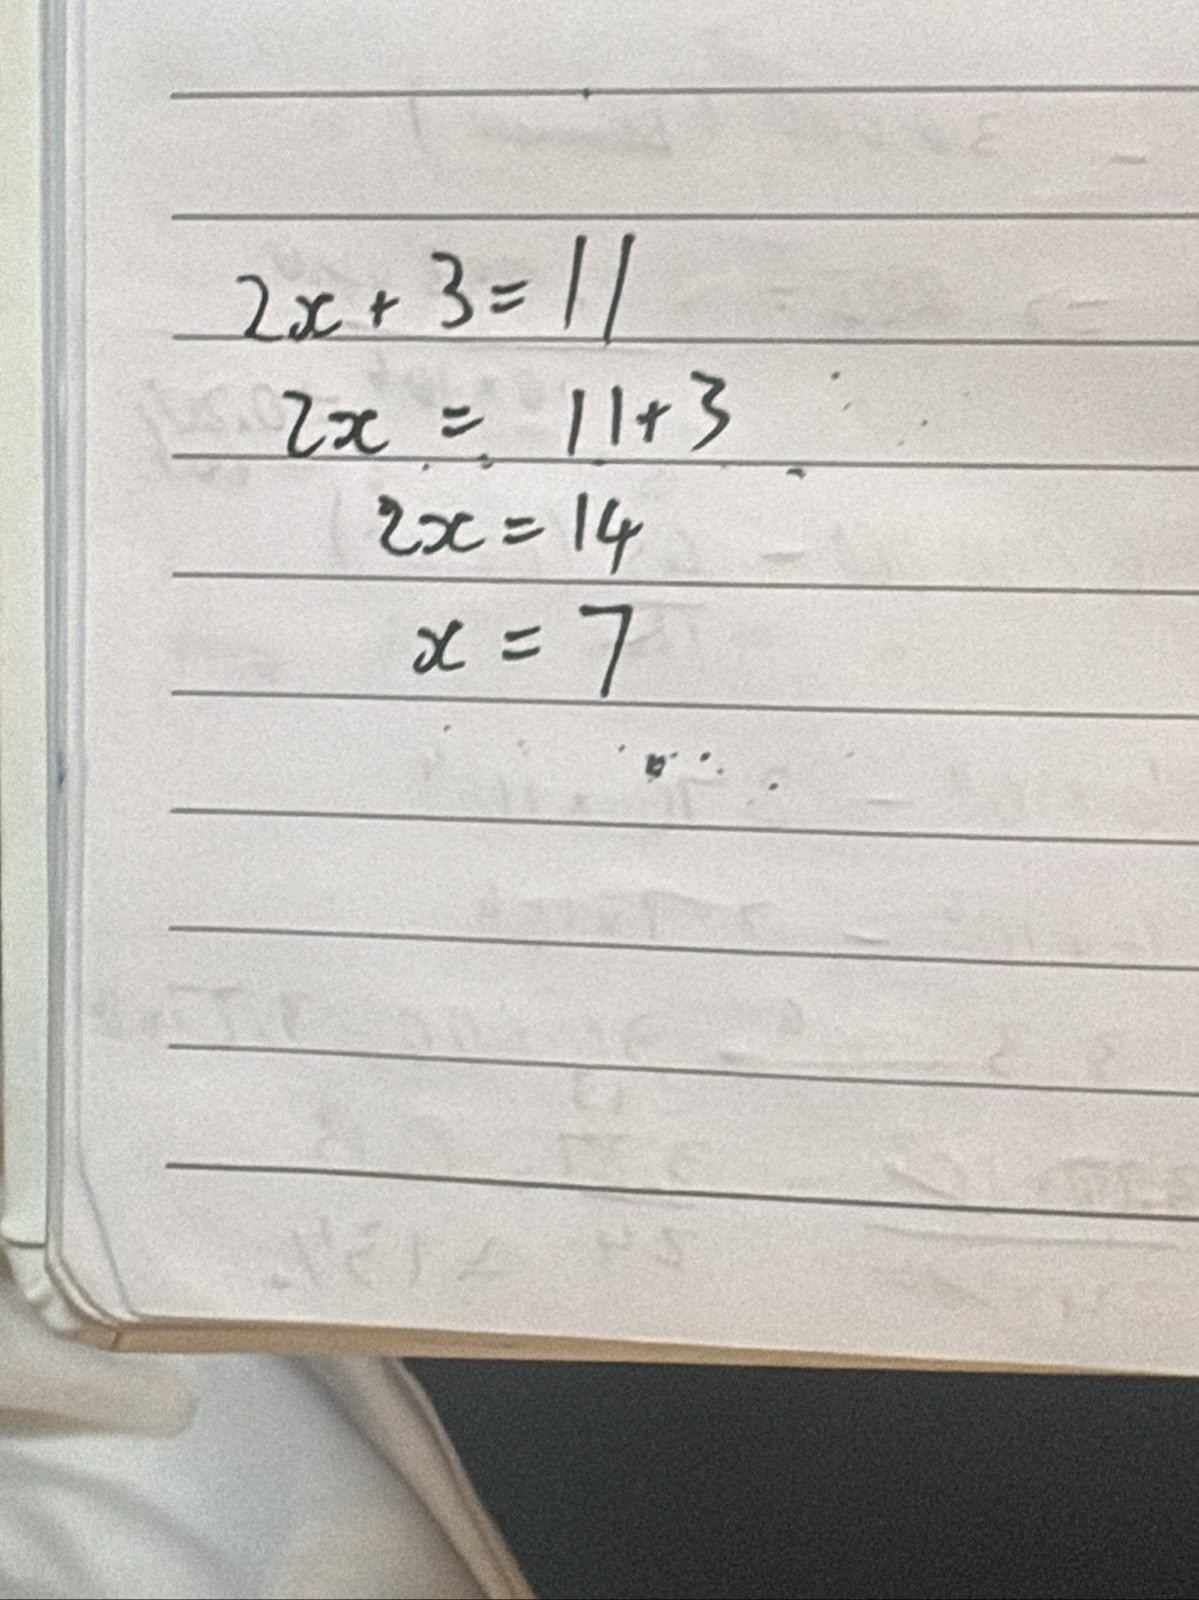 2x + 3 = 11
2x = 11 + 3
2x = 14
x = 7